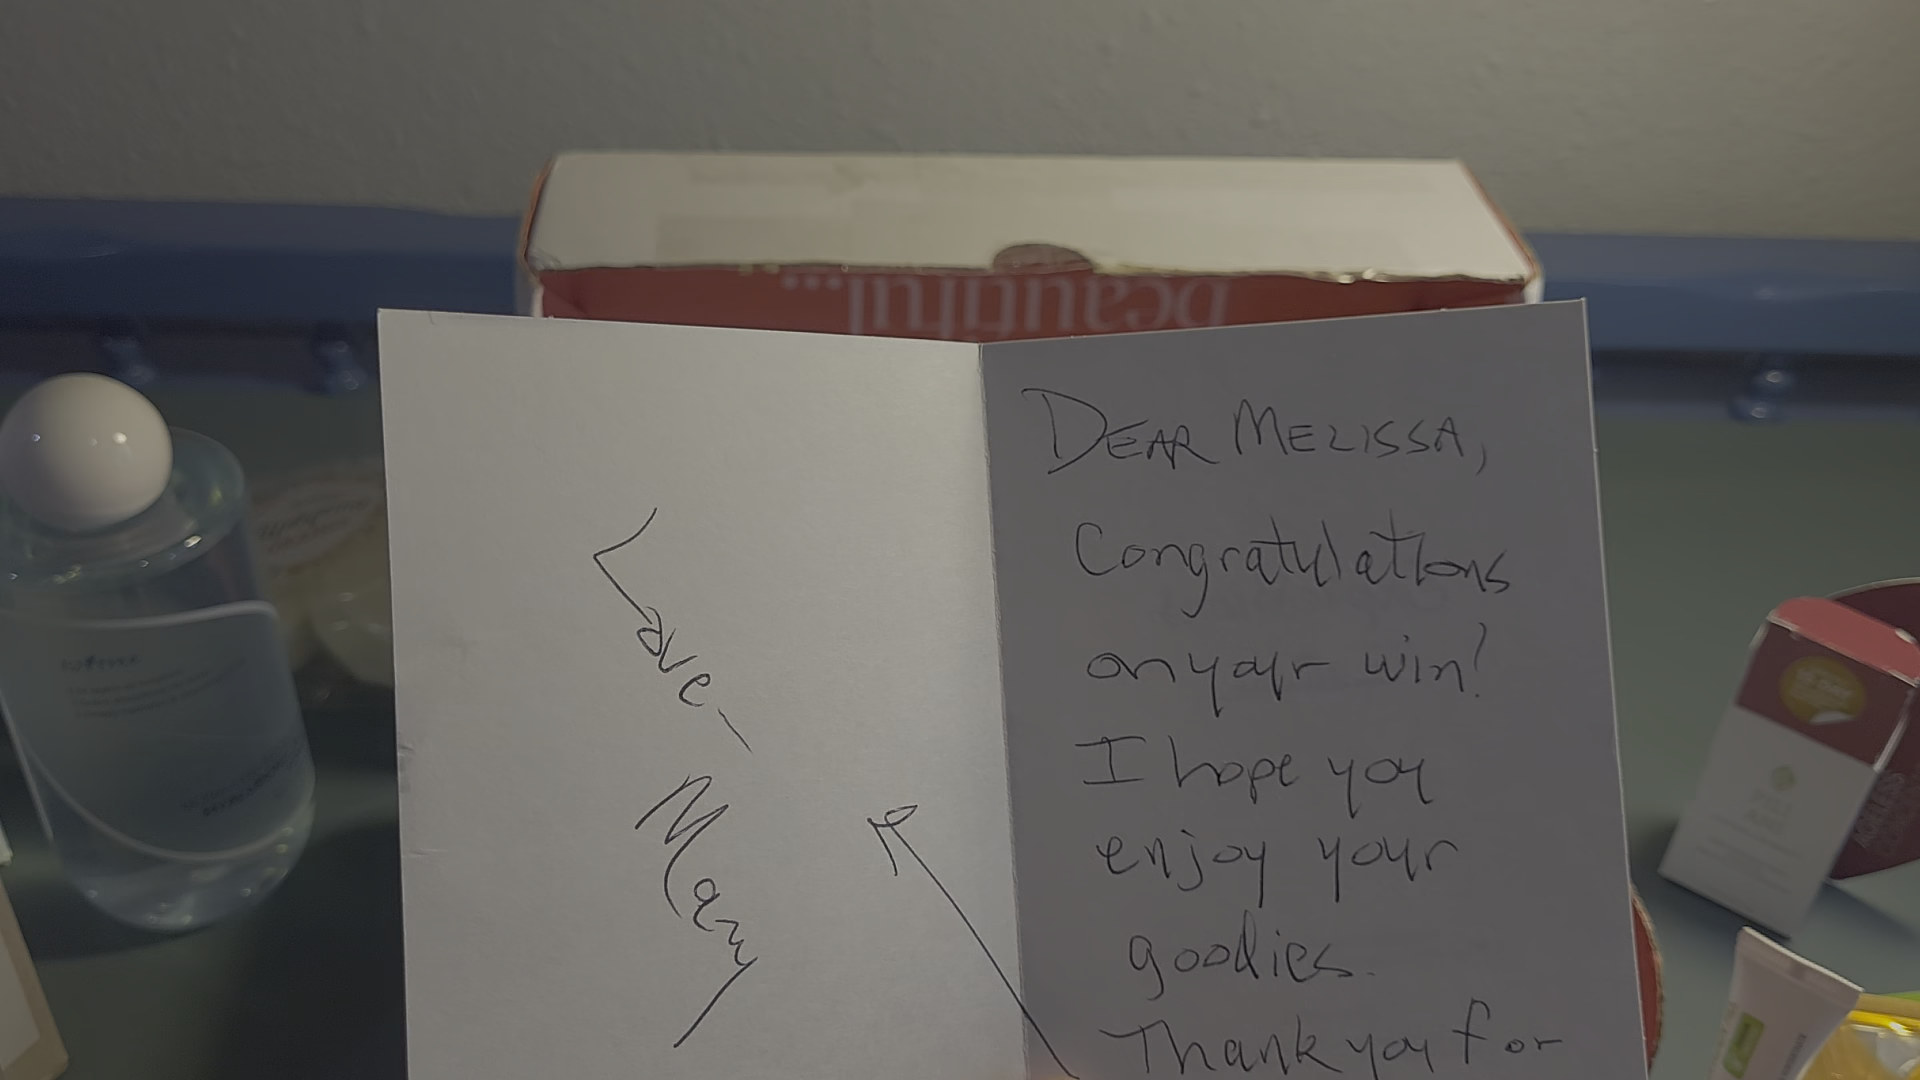 beautiful...
DEAR MELISSA,
Congratulations
on your win!
I hope you
enjoy your
goodies.
Thank you for
Love-
Mary